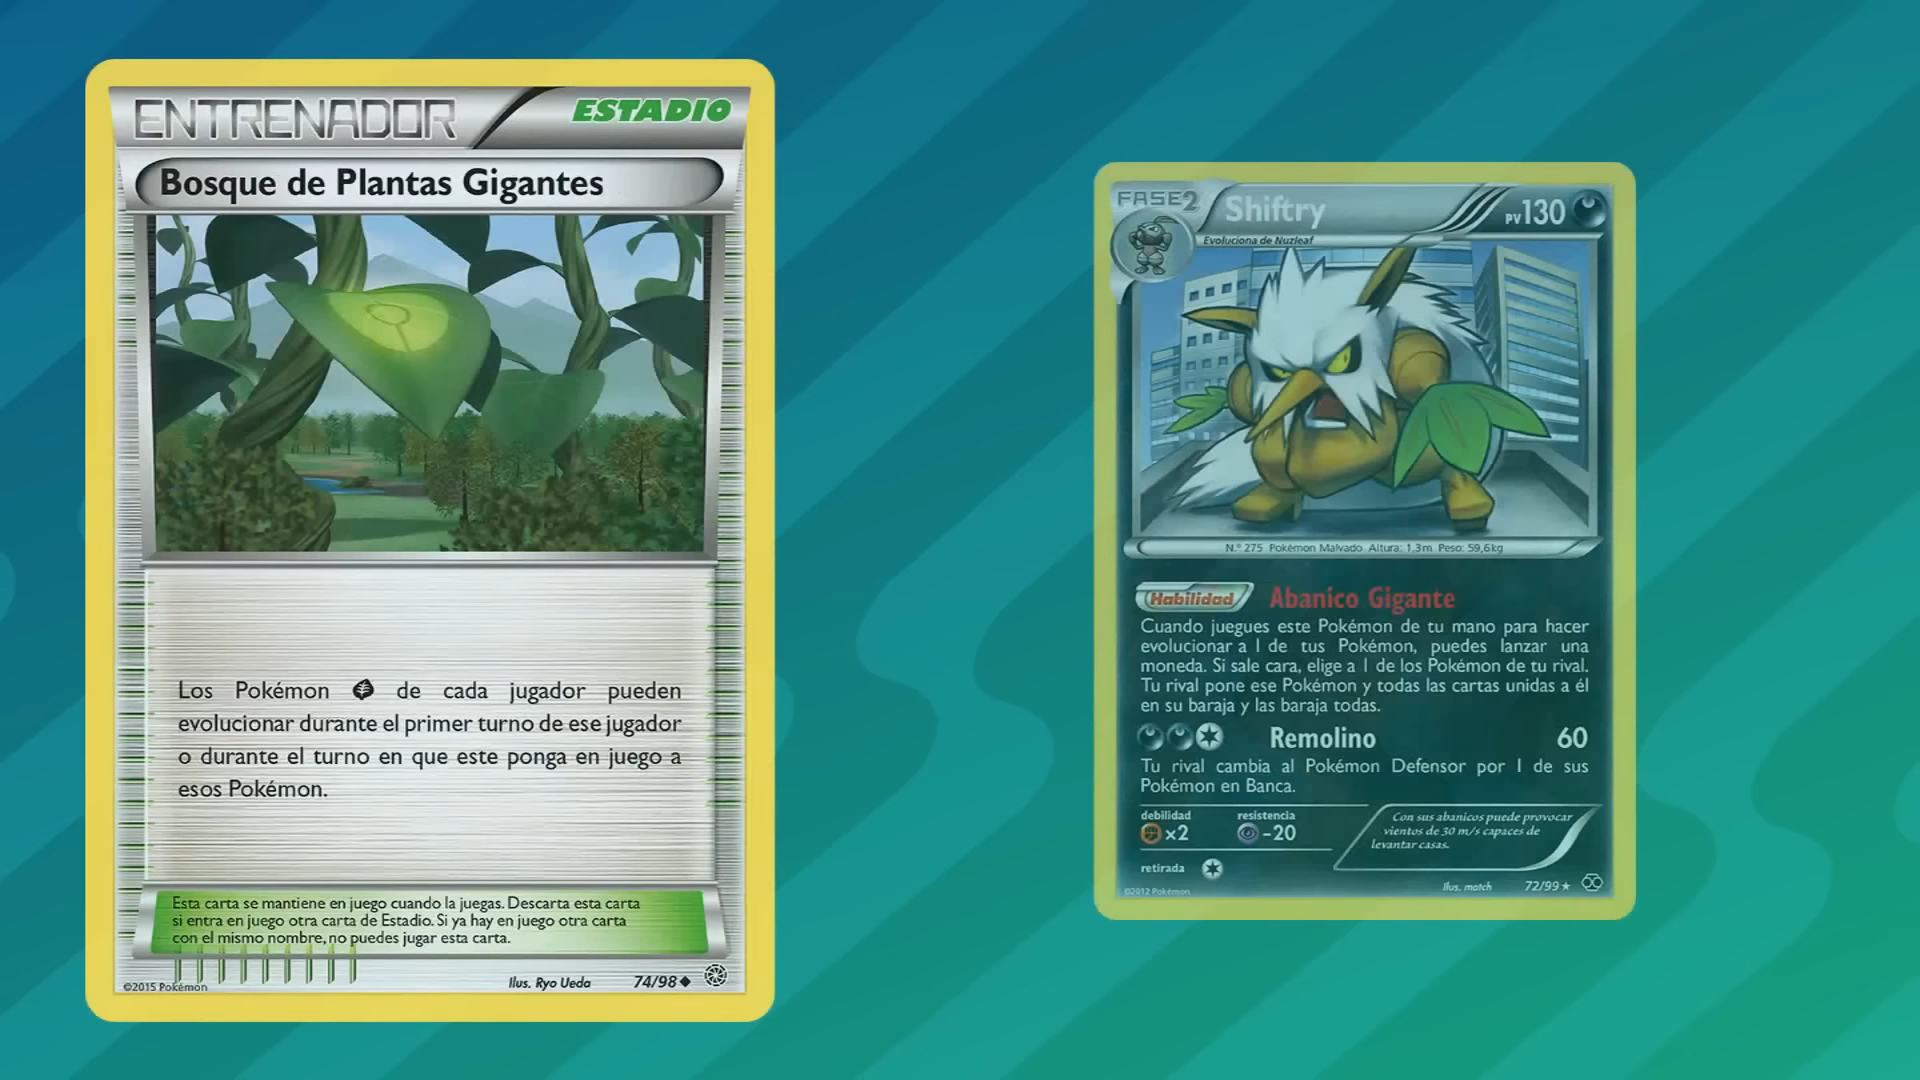 ENTRENADOR
ESTADIO
Bosque de Plantas Gigantes
Los Pokémon de cada jugador pueden
evolucionar durante el primer turno de ese jugador
o durante el turno en que este ponga en juego a
esos Pokémon.
Esta carta se mantiene en juego cuando la juegas. Descarta esta carta
si entra en juego otra carta de Estadio. Si ya hay en juego otra carta
con el mismo nombre, no puedes jugar esta carta.
©2015 Pokémon
Ilus. Ryo Ueda
74/98
FASE 2
Shiftry
PV130
Evoluciona de Nuzleaf
N.º 275 Pokémon Malvado Altura: 1,3m Peso: 59,6kg
Habilidad Abanico Gigante
Cuando juegues este Pokémon de tu mano para hacer
evolucionar a 1 de tus Pokémon, puedes lanzar una
moneda. Si sale cara, elige a 1 de los Pokémon de tu rival.
Tu rival pone ese Pokémon y todas las cartas unidas a él
en su baraja y las baraja todas.
Remolino 60
Tu rival cambia al Pokémon Defensor por 1 de sus
Pokémon en Banca.
debilidad
×2
resistencia
-20
retirada
Con sus abanicos puede provocar
vientos de 30 m/s capaces de
levantar casas.
©2012 Pokémon
Ilus. match
72/99